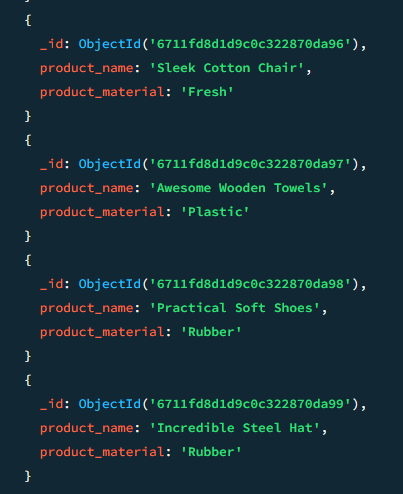 {
_id: ObjectId('6711fd8d1d9c0c322870da96'),
product_name: 'Sleek Cotton Chair',
product_material: 'Fresh'
}
{
_id: ObjectId('6711fd8d1d9c0c322870da97'),
product_name: 'Awesome Wooden Towels',
product_material: 'Plastic'
}
{
_id: ObjectId('6711fd8d1d9c0c322870da98'),
product_name: 'Practical Soft Shoes',
product_material: 'Rubber'
}
{
_id: ObjectId('6711fd8d1d9c0c322870da99'),
product_name: 'Incredible Steel Hat',
product_material: 'Rubber'
}